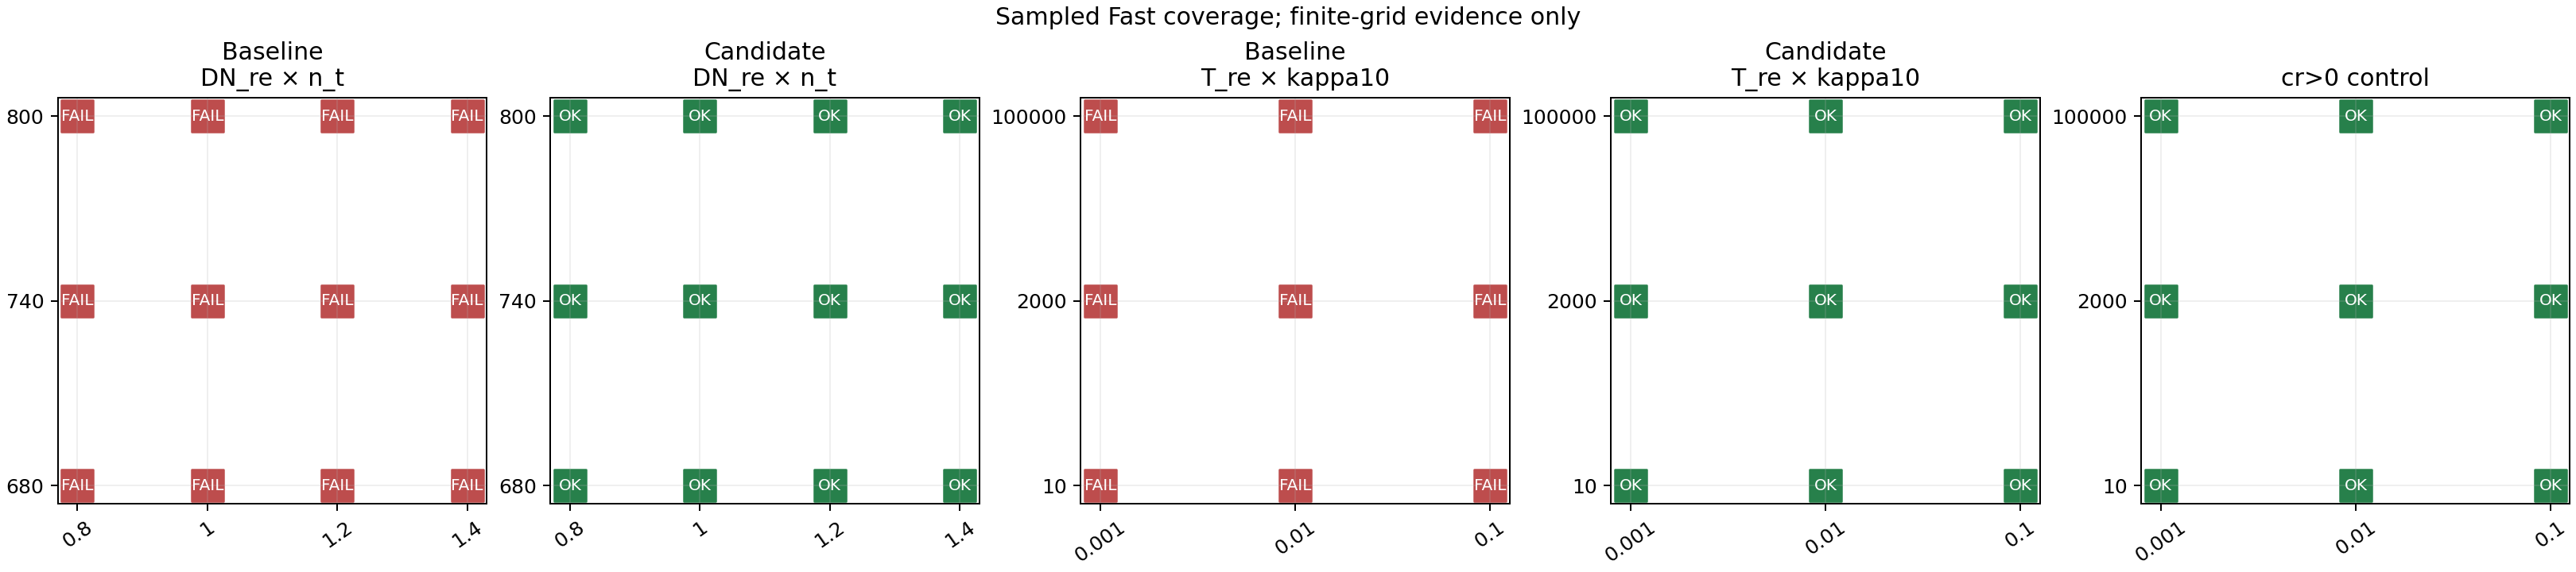 Sampled Fast coverage; finite-grid evidence only
Baseline
DN_re × n_t
800
FAIL FAIL FAIL FAIL
740
FAIL FAIL FAIL FAIL
680
FAIL FAIL FAIL FAIL
0.8 1 1.2 1.4
Candidate
DN_re × n_t
800
OK OK OK OK
740
OK OK OK OK
680
OK OK OK OK
0.8 1 1.2 1.4
Baseline
T_re × kappa10
100000
FAIL FAIL FAIL
2000
FAIL FAIL FAIL
10
FAIL FAIL FAIL
0.001 0.01 0.1
Candidate
T_re × kappa10
100000
OK OK OK
2000
OK OK OK
10
OK OK OK
0.001 0.01 0.1
cr>0 control
100000
OK OK OK
2000
OK OK OK
10
OK OK OK
0.001 0.01 0.1